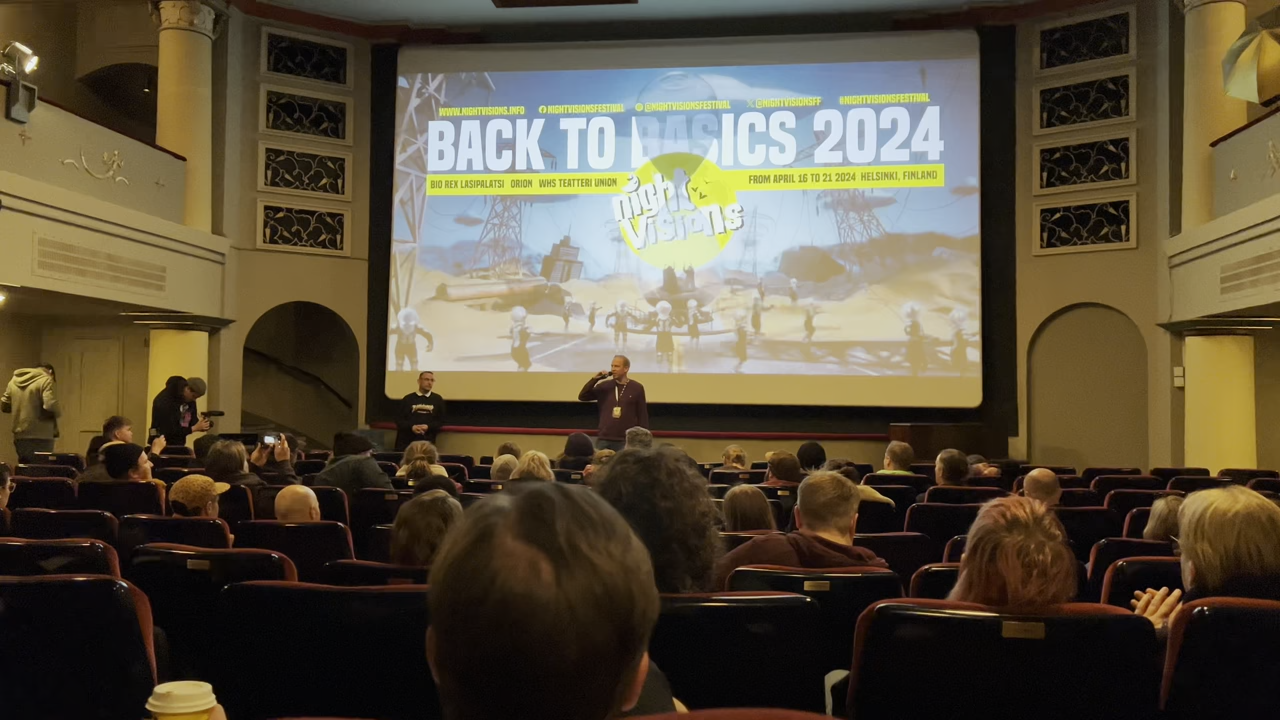 WWW.NIGHTVISIONS.INFO NIGHTVISIONSFESTIVAL @NIGHTVISIONSFESTIVAL @NIGHTVISIONSFF #NIGHTVISIONSFESTIVAL
BACK TO BASICS 2024
BIO REX LASIPALATSI ORION WHS TEATTERI UNION FROM APRIL 16 TO 21 2024 HELSINKI, FINLAND
night
visions